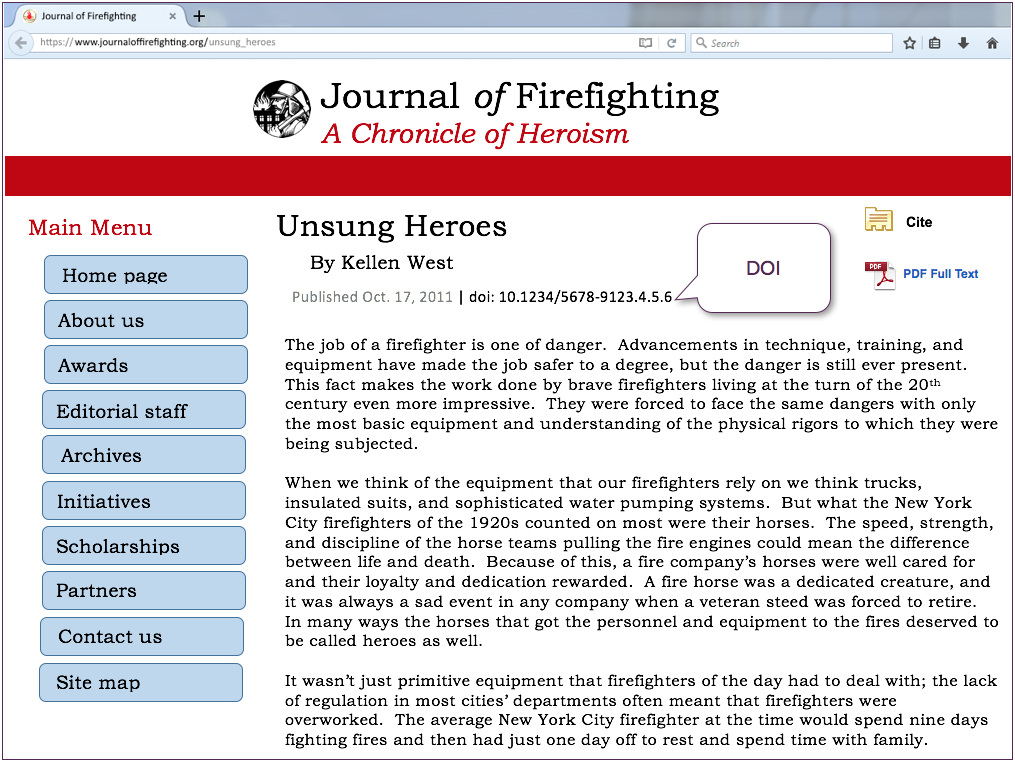 Journal of Firefighting
https://www.journaloffirefighting.org/unsung_heroes
Search
Journal of Firefighting
A Chronicle of Heroism
Main Menu
Home page
About us
Awards
Editorial staff
Archives
Initiatives
Scholarships
Partners
Contact us
Site map
Unsung Heroes
By Kellen West
Published Oct. 17, 2011 | doi: 10.1234/5678-9123.4.5.6
DOI
Cite
PDF
PDF Full Text
The job of a firefighter is one of danger.  Advancements in technique, training, and
equipment have made the job safer to a degree, but the danger is still ever present.
This fact makes the work done by brave firefighters living at the turn of the 20th
century even more impressive.  They were forced to face the same dangers with only
the most basic equipment and understanding of the physical rigors to which they were
being subjected.
When we think of the equipment that our firefighters rely on we think trucks,
insulated suits, and sophisticated water pumping systems.  But what the New York
City firefighters of the 1920s counted on most were their horses.  The speed, strength,
and discipline of the horse teams pulling the fire engines could mean the difference
between life and death.  Because of this, a fire company's horses were well cared for
and their loyalty and dedication rewarded.  A fire horse was a dedicated creature, and
it was always a sad event in any company when a veteran steed was forced to retire.
In many ways the horses that got the personnel and equipment to the fires deserved to
be called heroes as well.
It wasn't just primitive equipment that firefighters of the day had to deal with; the lack
of regulation in most cities' departments often meant that firefighters were
overworked.  The average New York City firefighter at the time would spend nine days
fighting fires and then had just one day off to rest and spend time with family.